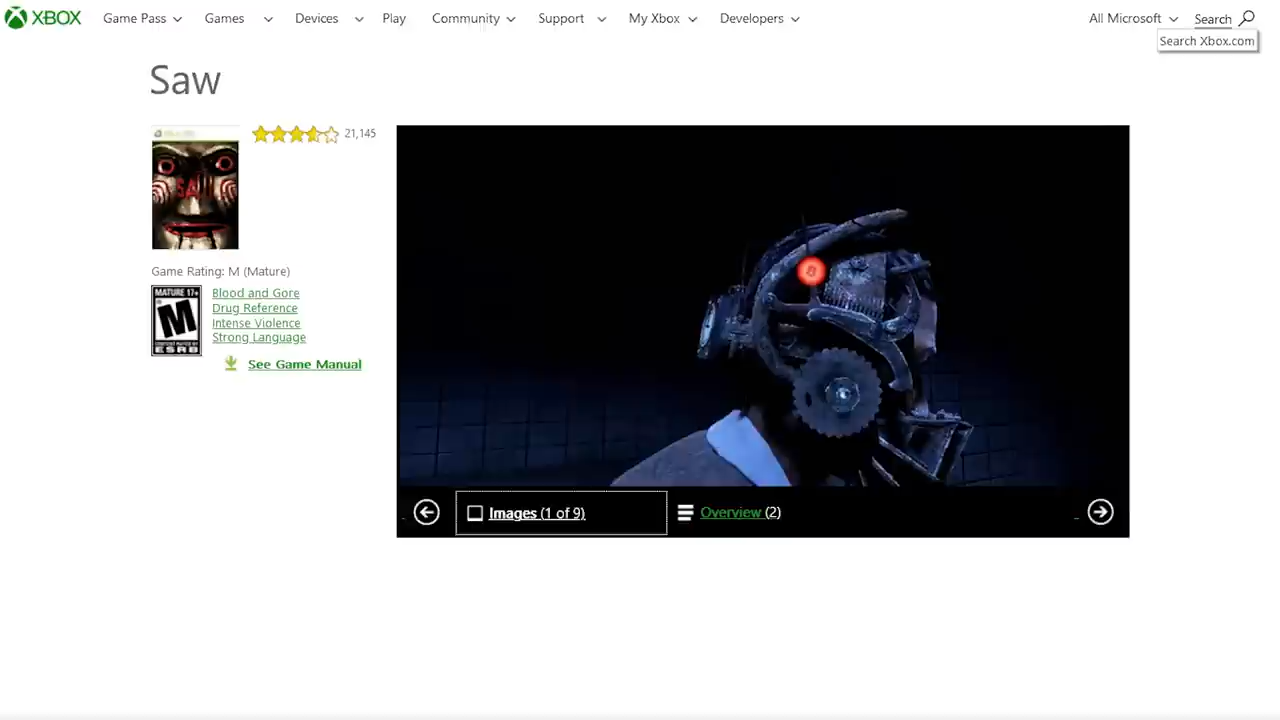 XBOX Game Pass Games Devices Play Community Support My Xbox Developers All Microsoft Search
Search Xbox.com
Saw
21,145
SAW
Game Rating: M (Mature)
MATURE 17+
M
ESRB
Blood and Gore
Drug Reference
Intense Violence
Strong Language
See Game Manual
Images (1 of 9) Overview (2)